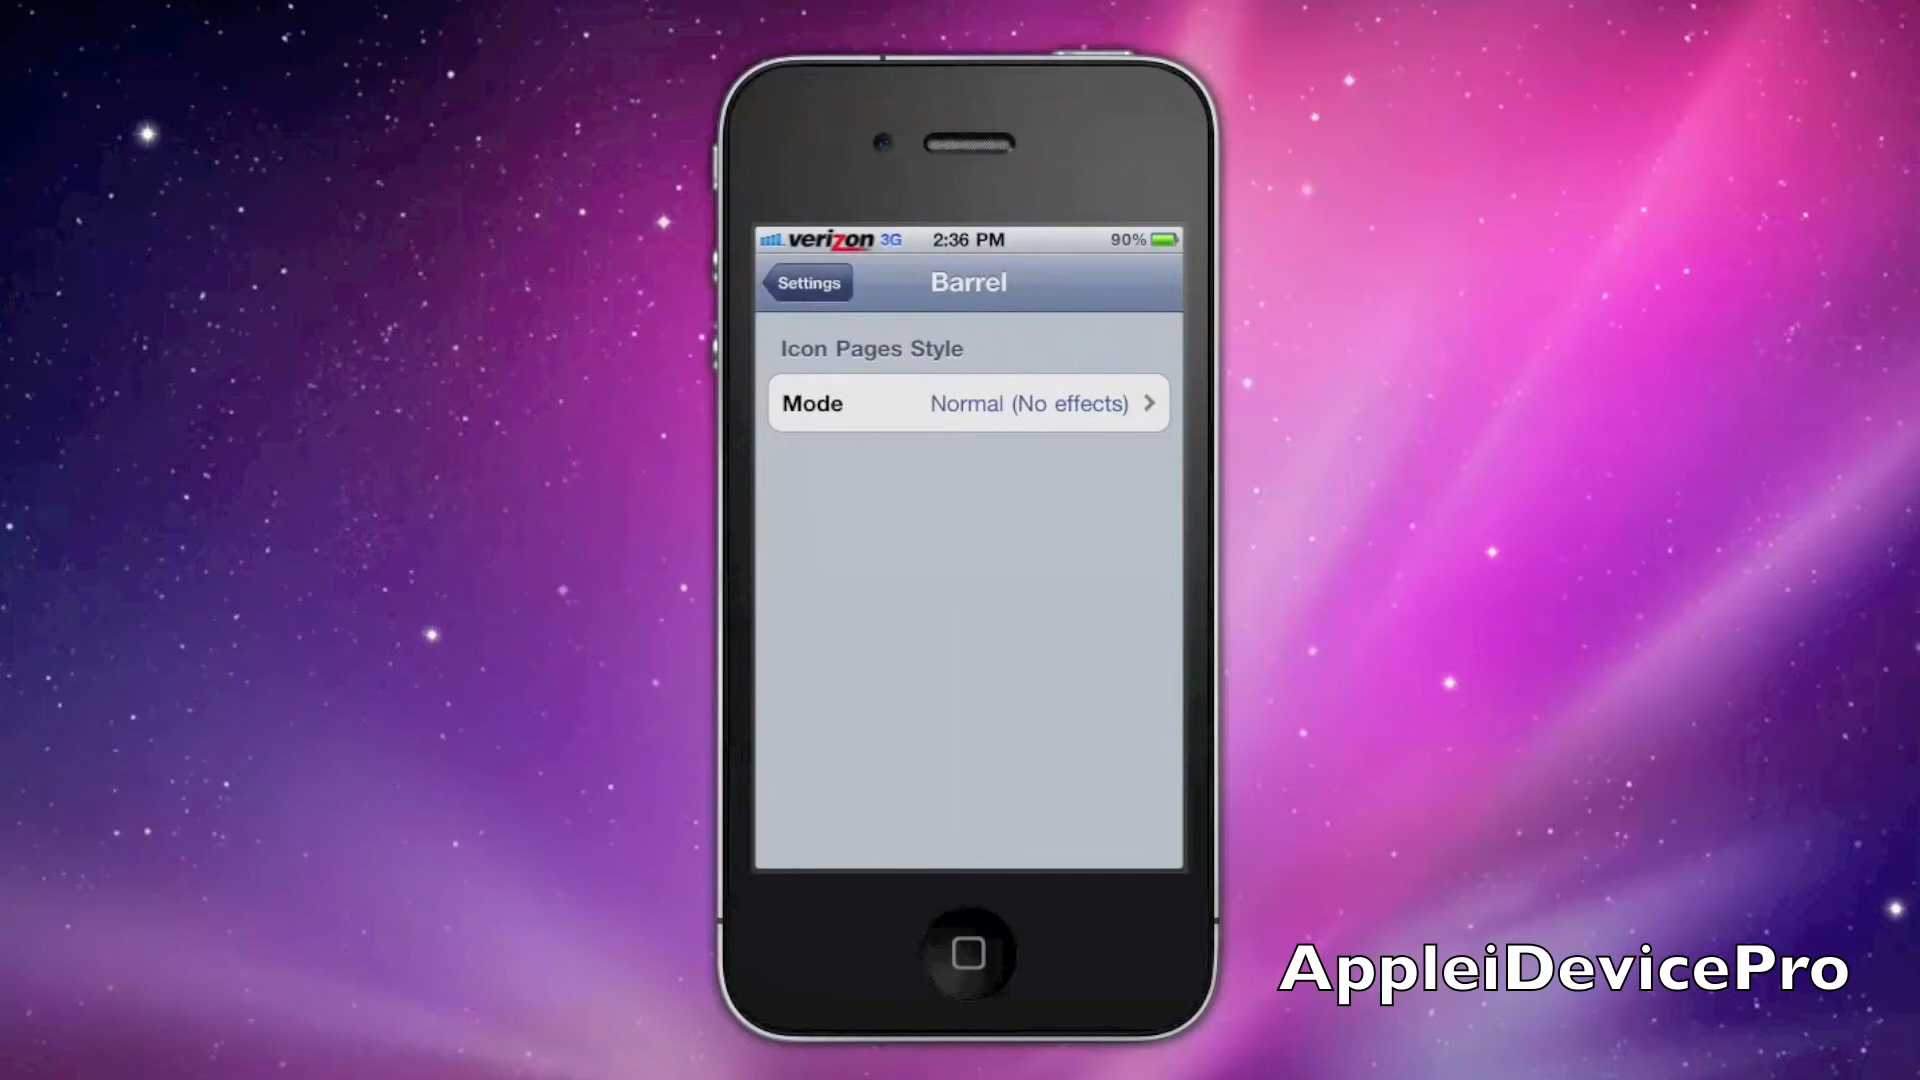 verizon 3G 2:36 PM 90%
Settings Barrel
Icon Pages Style
Mode Normal (No effects)
AppleiDevicePro